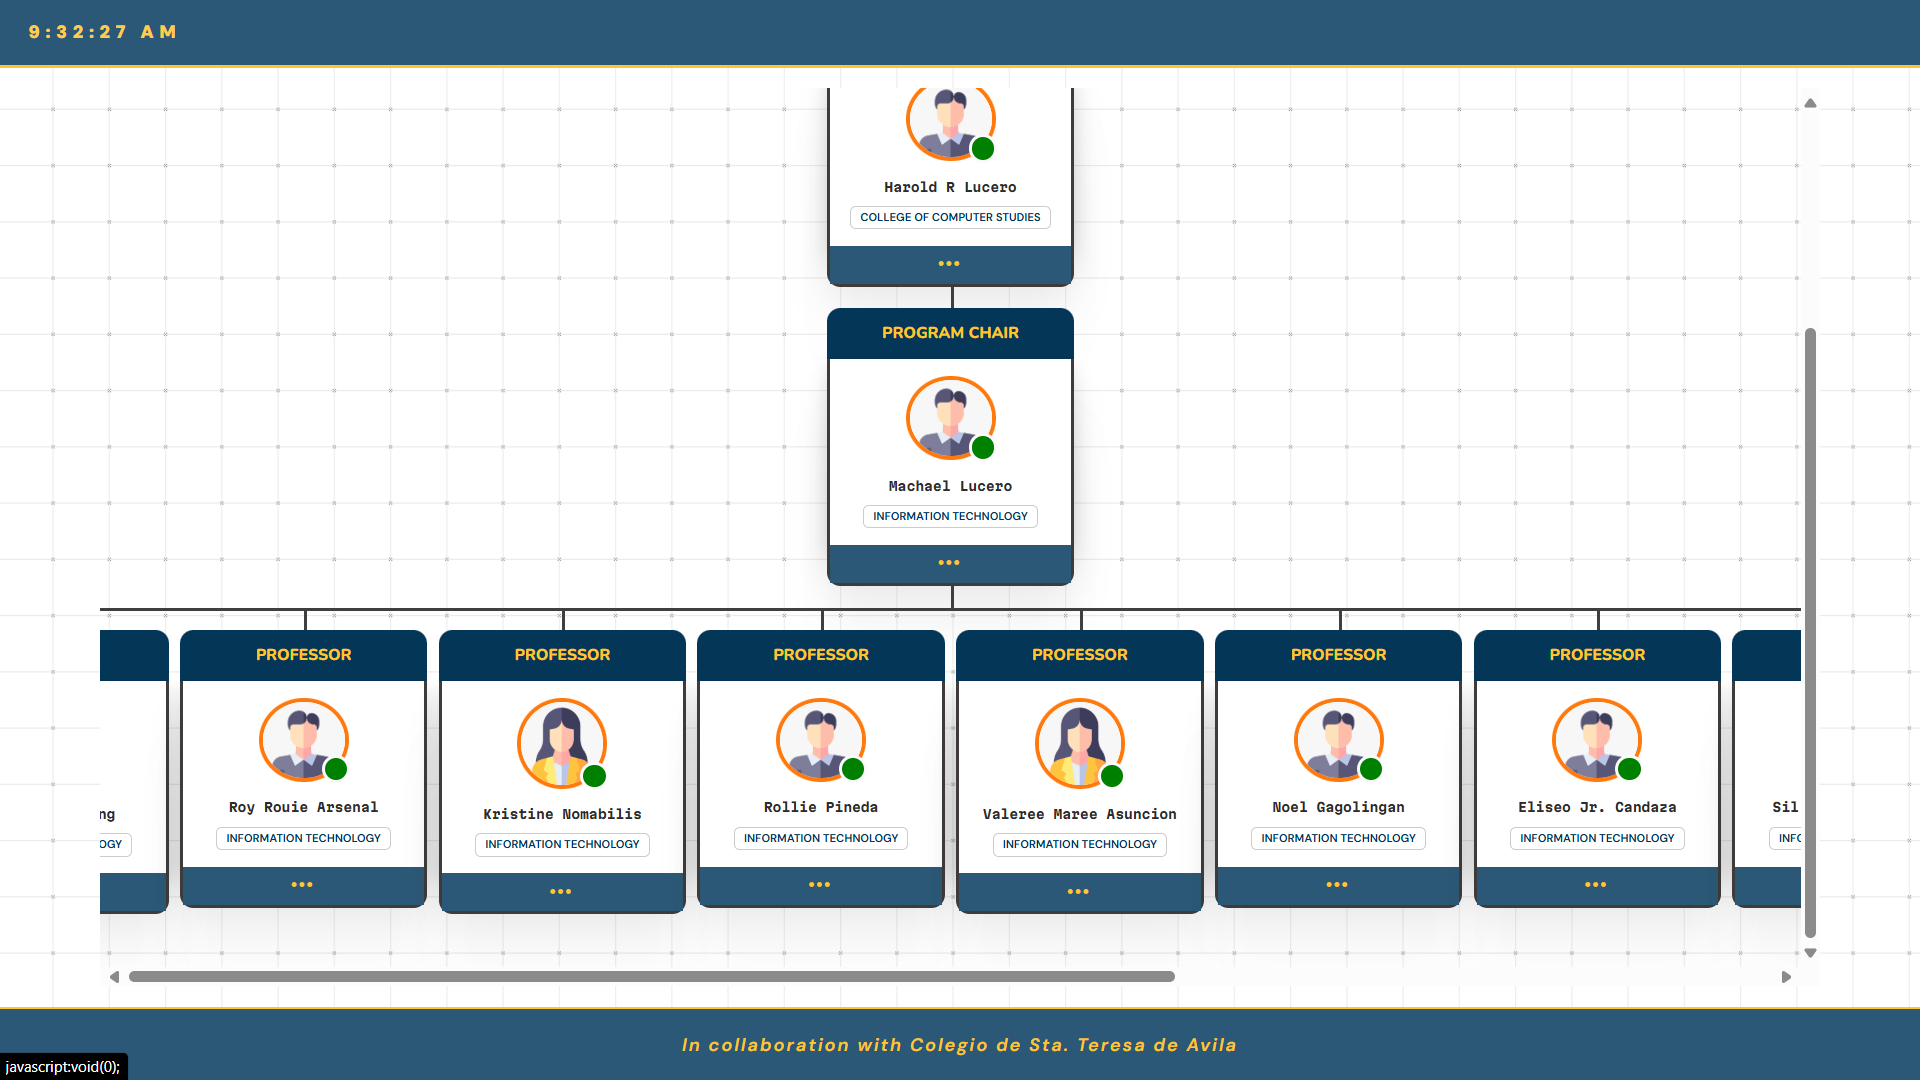 9:32:27 AM
Harold R Lucero
COLLEGE OF COMPUTER STUDIES
•••
PROGRAM CHAIR
Machael Lucero
INFORMATION TECHNOLOGY
•••
PROFESSOR PROFESSOR PROFESSOR PROFESSOR PROFESSOR PROFESSOR
ng Roy Rouie Arsenal Kristine Nomabilis Rollie Pineda Valeree Maree Asuncion Noel Gagolingan Eliseo Jr. Candaza Sil
OGY INFORMATION TECHNOLOGY INFORMATION TECHNOLOGY INFORMATION TECHNOLOGY INFORMATION TECHNOLOGY INFORMATION TECHNOLOGY INFORMATION TECHNOLOGY INFO
••• ••• ••• ••• ••• •••
In collaboration with Colegio de Sta. Teresa de Avila
javascript:void(0);